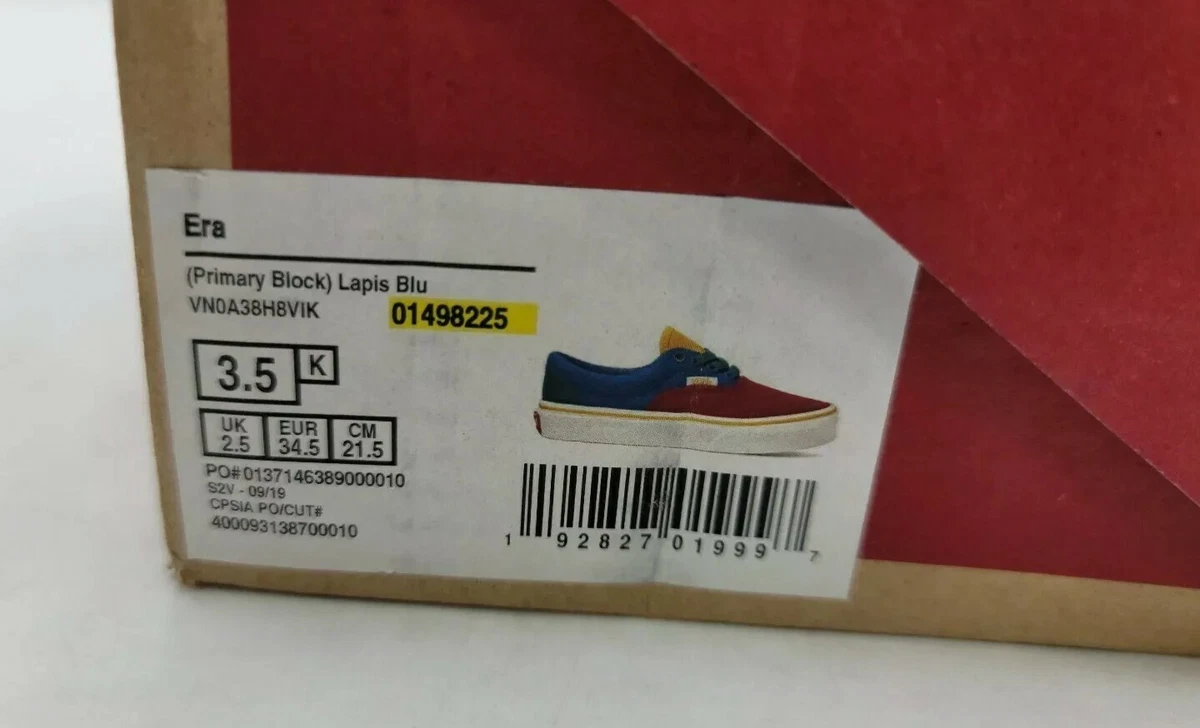 Era
(Primary Block) Lapis Blu
VN0A38H8VIK 01498225
3.5 K
UK EUR CM
2.5 34.5 21.5
PO# 0137146389000010
S2V - 09/19
CPSIA PO/CUT#
400093138700010
1 92827 01999 7